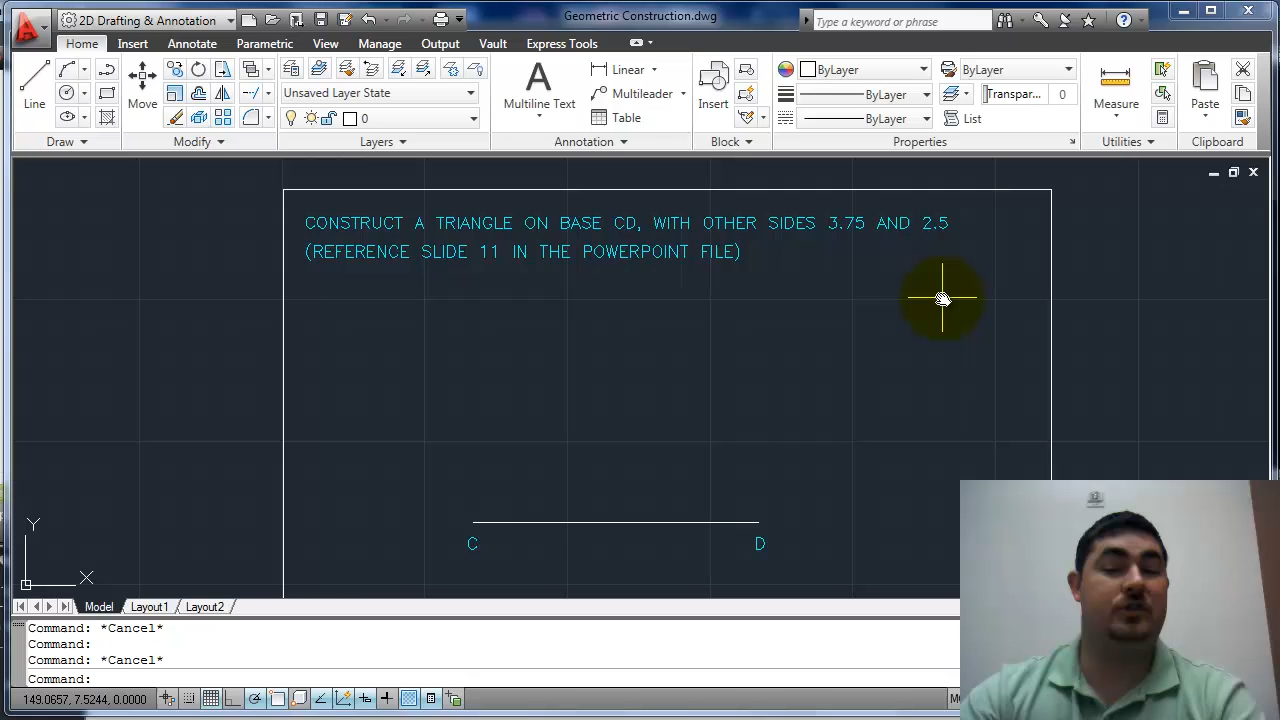 2D Drafting & Annotation
Geometric Construction.dwg
Type a keyword or phrase
Home Insert Annotate Parametric View Manage Output Vault Express Tools
Line
Move
Unsaved Layer State
0
Multiline Text
Linear
Multileader
Table
Insert
ByLayer
ByLayer
ByLayer
ByLayer
Transpar... 0
List
Measure
Paste
Draw
Modify
Layers
Annotation
Block
Properties
Utilities
Clipboard
CONSTRUCT A TRIANGLE ON BASE CD, WITH OTHER SIDES 3.75 AND 2.5
(REFERENCE SLIDE 11 IN THE POWERPOINT FILE)
C D
Y
X
Model Layout1 Layout2
Command: *Cancel*
Command:
Command: *Cancel*
Command:
149.0657, 7.5244, 0.0000